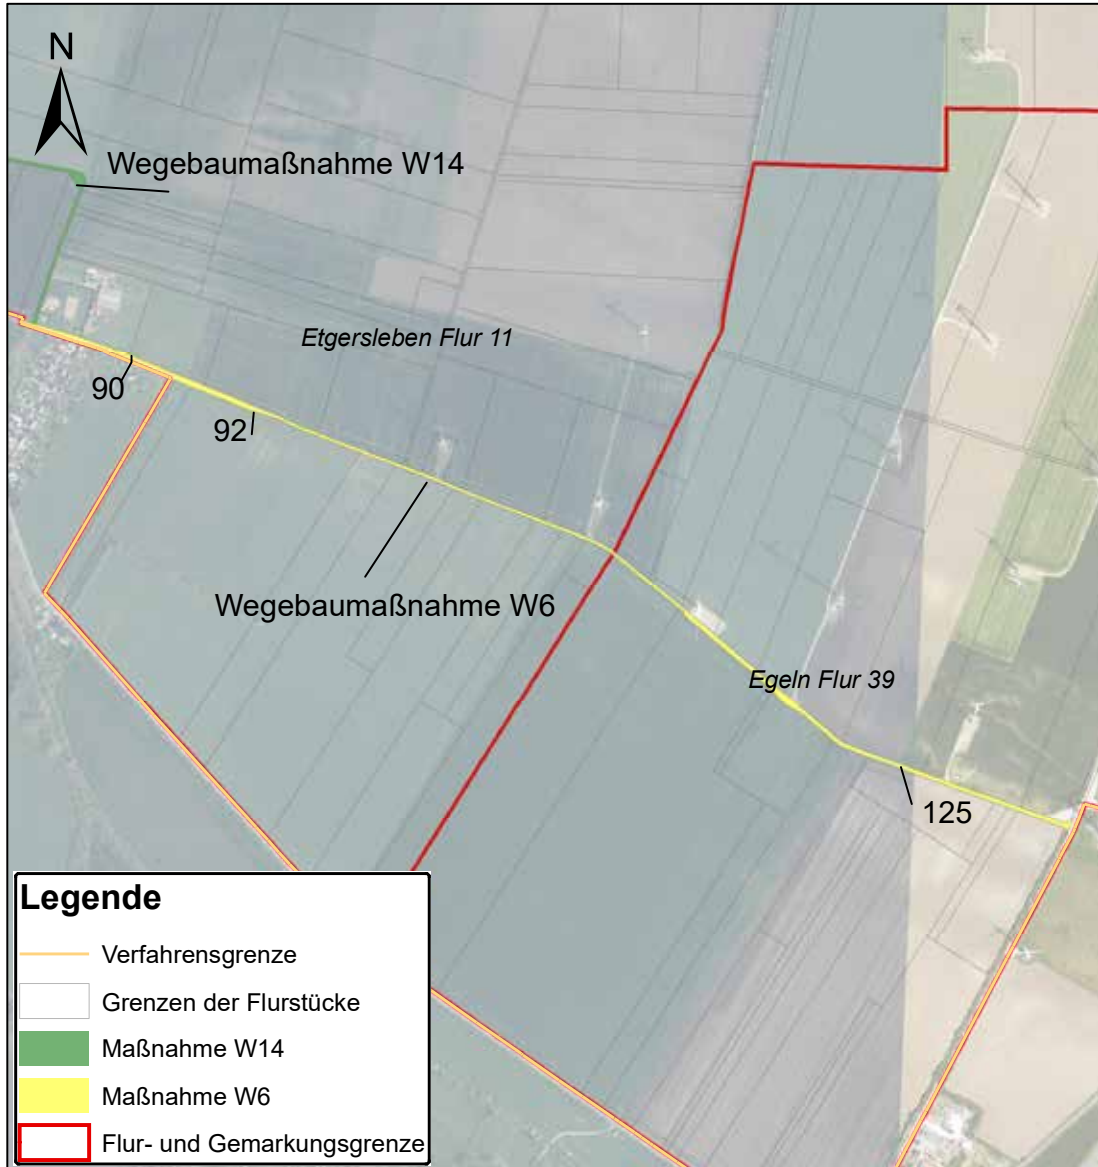 N
Wegebaumaßnahme W14
Etgersleben Flur 11
90
92
Wegebaumaßnahme W6
Egeln Flur 39
125
Legende
Verfahrensgrenze
Grenzen der Flurstücke
Maßnahme W14
Maßnahme W6
Flur- und Gemarkungsgrenze